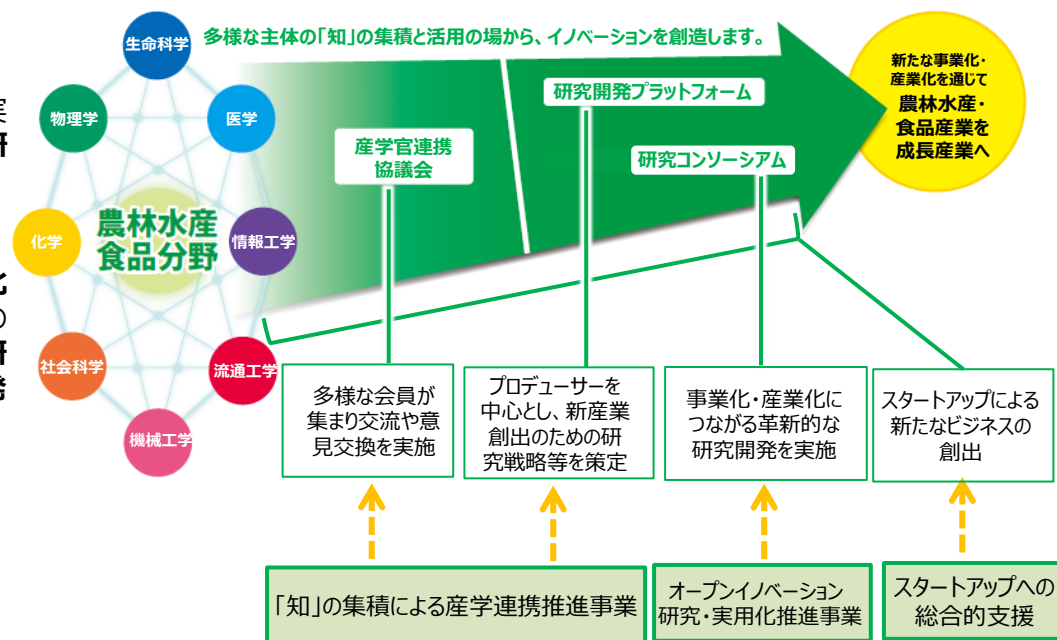 多様な主体の「知」の集積と活用の場から、イノベーションを創造します。
生命科学
物理学
医学
化学
農林水産
食品分野
情報工学
社会科学
流通工学
機械工学
実
研
化
の
研
発
産学官連携
協議会
研究開発プラットフォーム
研究コンソーシアム
新たな事業化・
産業化を通じて
農林水産・
食品産業を
成長産業へ
多様な会員が
集まり交流や意
見交換を実施
プロデューサーを
中心とし、新産業
創出のための研
究戦略等を策定
事業化・産業化に
つながる革新的な
研究開発を実施
スタートアップによる
新たなビジネスの
創出
「知」の集積による産学連携推進事業
オープンイノベーション
研究・実用化推進事業
スタートアップへの
総合的支援